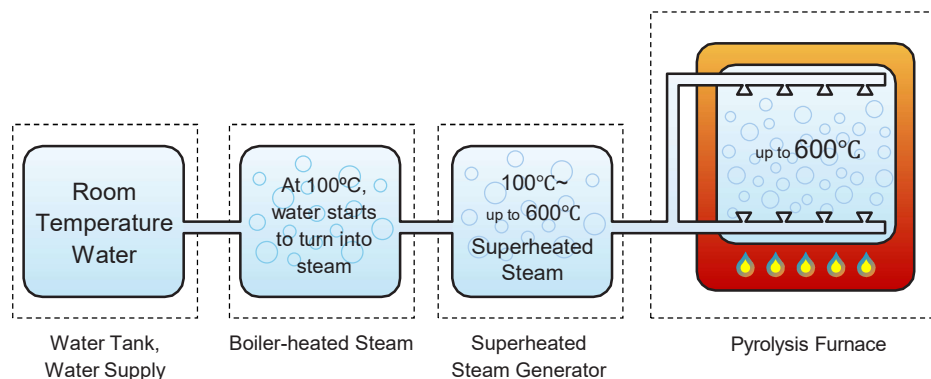 Room
Temperature
Water
At 100ºC,
water starts
to turn into
steam
100℃~
up to 600℃
Superheated
Steam
up to 600℃
Water Tank,
Water Supply
Boiler-heated Steam
Superheated
Steam Generator
Pyrolysis Furnace